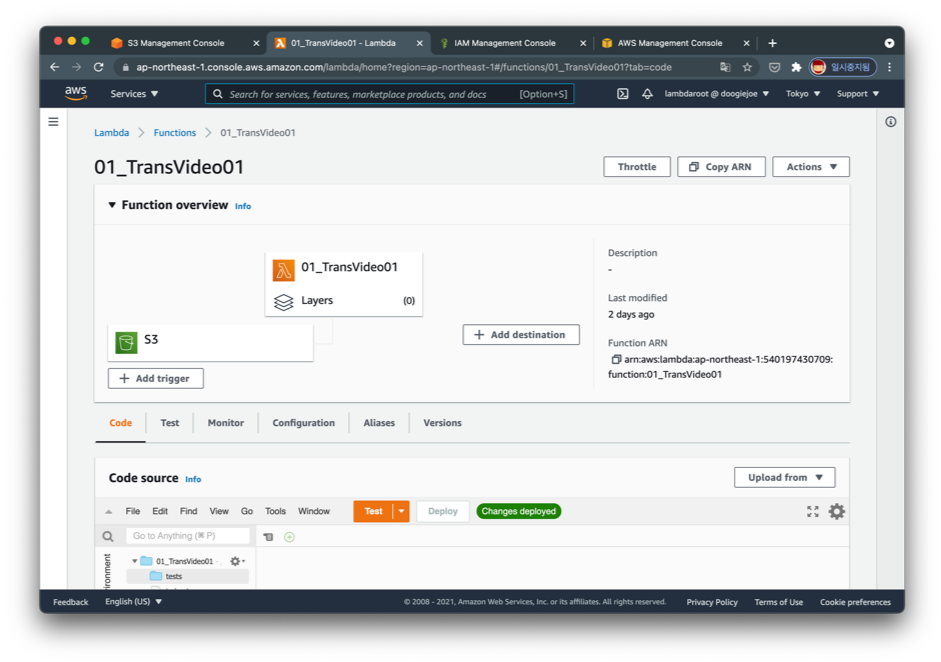 S3 Management Console
01_TransVideo01 - Lambda
IAM Management Console
AWS Management Console
ap-northeast-1.console.aws.amazon.com/lambda/home?region=ap-northeast-1#/functions/01_TransVideo01?tab=code
일시중지됨
aws
Services
Search for services, features, marketplace products, and docs [Option+S]
lambdaroot @ doogiejoe
Tokyo
Support
Lambda > Functions > 01_TransVideo01
01_TransVideo01
Throttle
Copy ARN
Actions
Function overview Info
01_TransVideo01
Layers (0)
S3
Add trigger
Add destination
Description
-
Last modified
2 days ago
Function ARN
arn:aws:lambda:ap-northeast-1:540197430709:
function:01_TransVideo01
Code
Test
Monitor
Configuration
Aliases
Versions
Code source Info
Upload from
File Edit Find View Go Tools Window
Test
Deploy
Changes deployed
Go to Anything (⌘ P)
01_TransVideo01 -
tests
Feedback
English (US)
© 2008 - 2021, Amazon Web Services, Inc. or its affiliates. All rights reserved.
Privacy Policy
Terms of Use
Cookie preferences